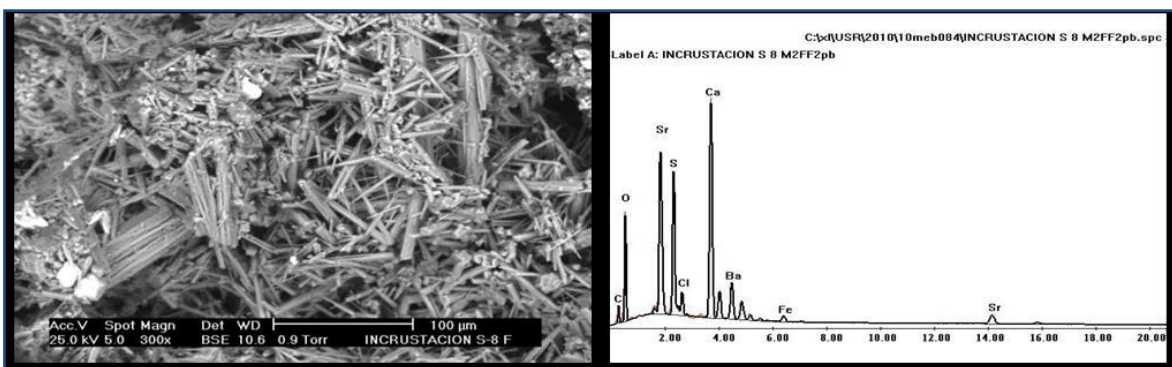 Acc.V Spot Magn Det WD 100 µm
25.0 kV 5.0 300x BSE 10.6 0.9 Torr INCRUSTACION S-8 F
C:\xl\USR\2010\10meb084\INCRUSTACION S 8 M2FF2pb.spc
Label A: INCRUSTACION S 8 M2FF2pb
Ca
Sr
S
O
Cl
C
Ba
Fe
Sr
2.00 4.00 6.00 8.00 10.00 12.00 14.00 16.00 18.00 20.00